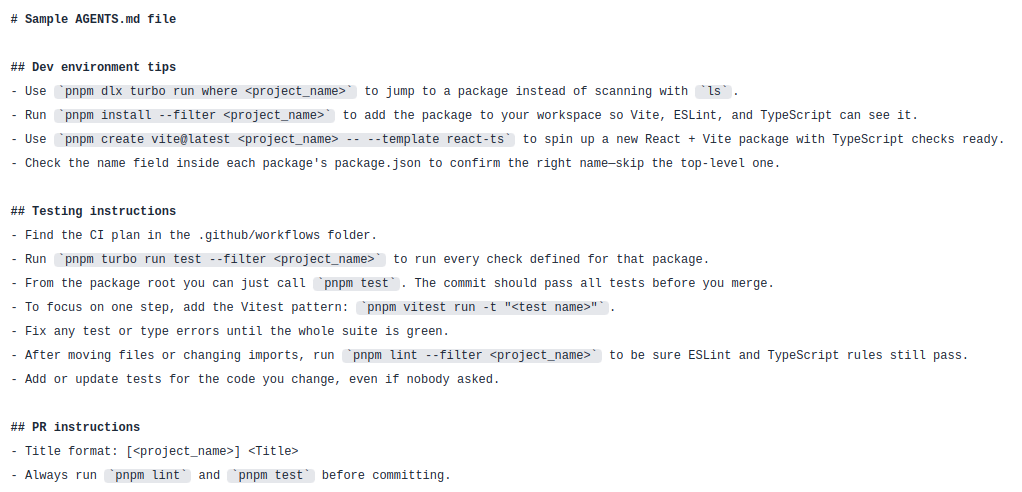 # Sample AGENTS.md file
## Dev environment tips
- Use `pnpm dlx turbo run where <project_name>` to jump to a package instead of scanning with `ls`.
- Run `pnpm install --filter <project_name>` to add the package to your workspace so Vite, ESLint, and TypeScript can see it.
- Use `pnpm create vite@latest <project_name> -- --template react-ts` to spin up a new React + Vite package with TypeScript checks ready.
- Check the name field inside each package's package.json to confirm the right name—skip the top-level one.
## Testing instructions
- Find the CI plan in the .github/workflows folder.
- Run `pnpm turbo run test --filter <project_name>` to run every check defined for that package.
- From the package root you can just call `pnpm test`. The commit should pass all tests before you merge.
- To focus on one step, add the Vitest pattern: `pnpm vitest run -t "<test name>"`.
- Fix any test or type errors until the whole suite is green.
- After moving files or changing imports, run `pnpm lint --filter <project_name>` to be sure ESLint and TypeScript rules still pass.
- Add or update tests for the code you change, even if nobody asked.
## PR instructions
- Title format: [<project_name>] <Title>
- Always run `pnpm lint` and `pnpm test` before committing.